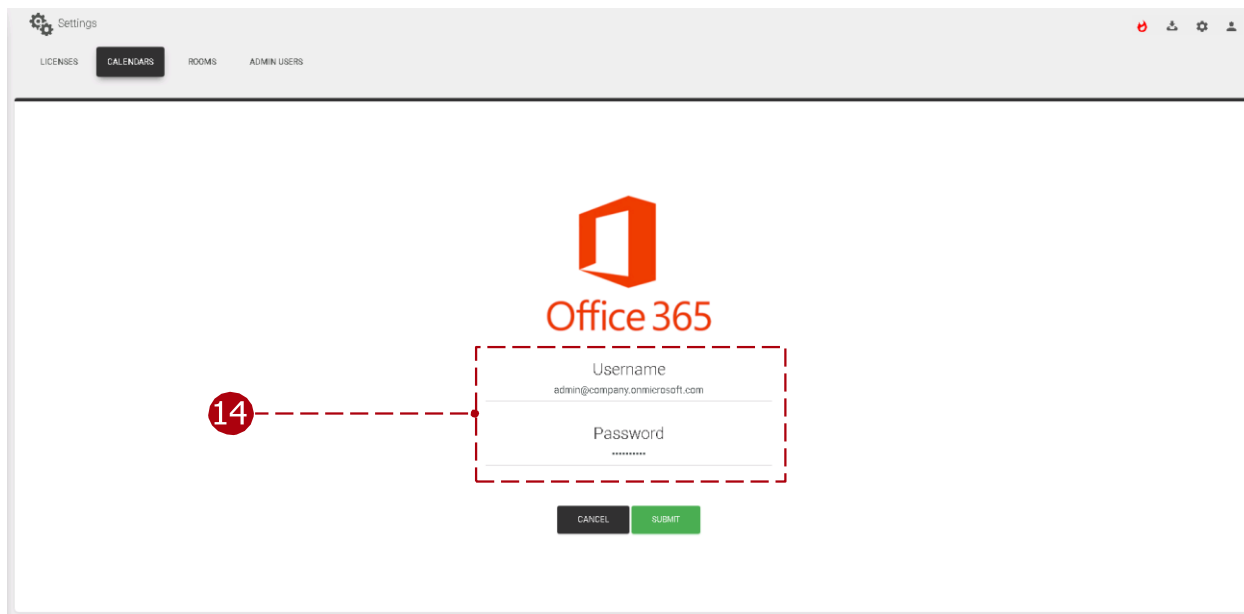 Settings
LICENSES CALENDARS ROOMS ADMIN USERS
Office 365
Username
admin@company.onmicrosoft.com
14
Password
••••••••••
CANCEL SUBMIT